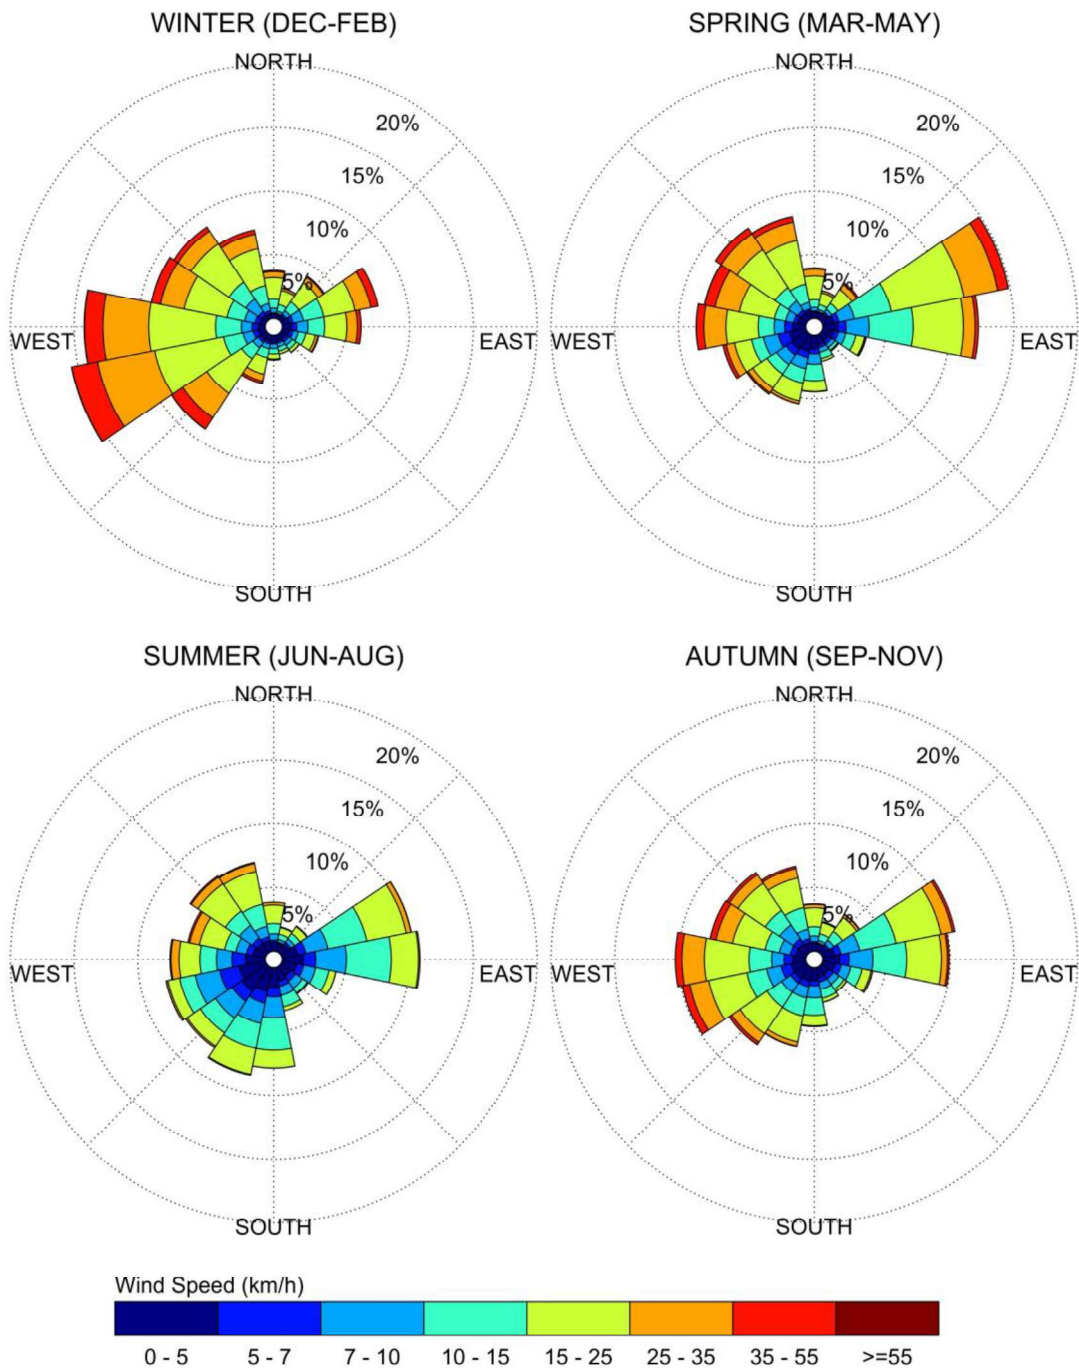 WINTER (DEC-FEB)
SPRING (MAR-MAY)
NORTH
NORTH
20%
20%
15%
15%
10%
10%
5%
5%
WEST
EAST
WEST
EAST
SOUTH
SOUTH
SUMMER (JUN-AUG)
AUTUMN (SEP-NOV)
NORTH
NORTH
20%
20%
15%
15%
10%
10%
5%
5%
WEST
EAST
WEST
EAST
SOUTH
SOUTH
Wind Speed (km/h)
0 - 5
5 - 7
7 - 10
10 - 15
15 - 25
25 - 35
35 - 55
>=55